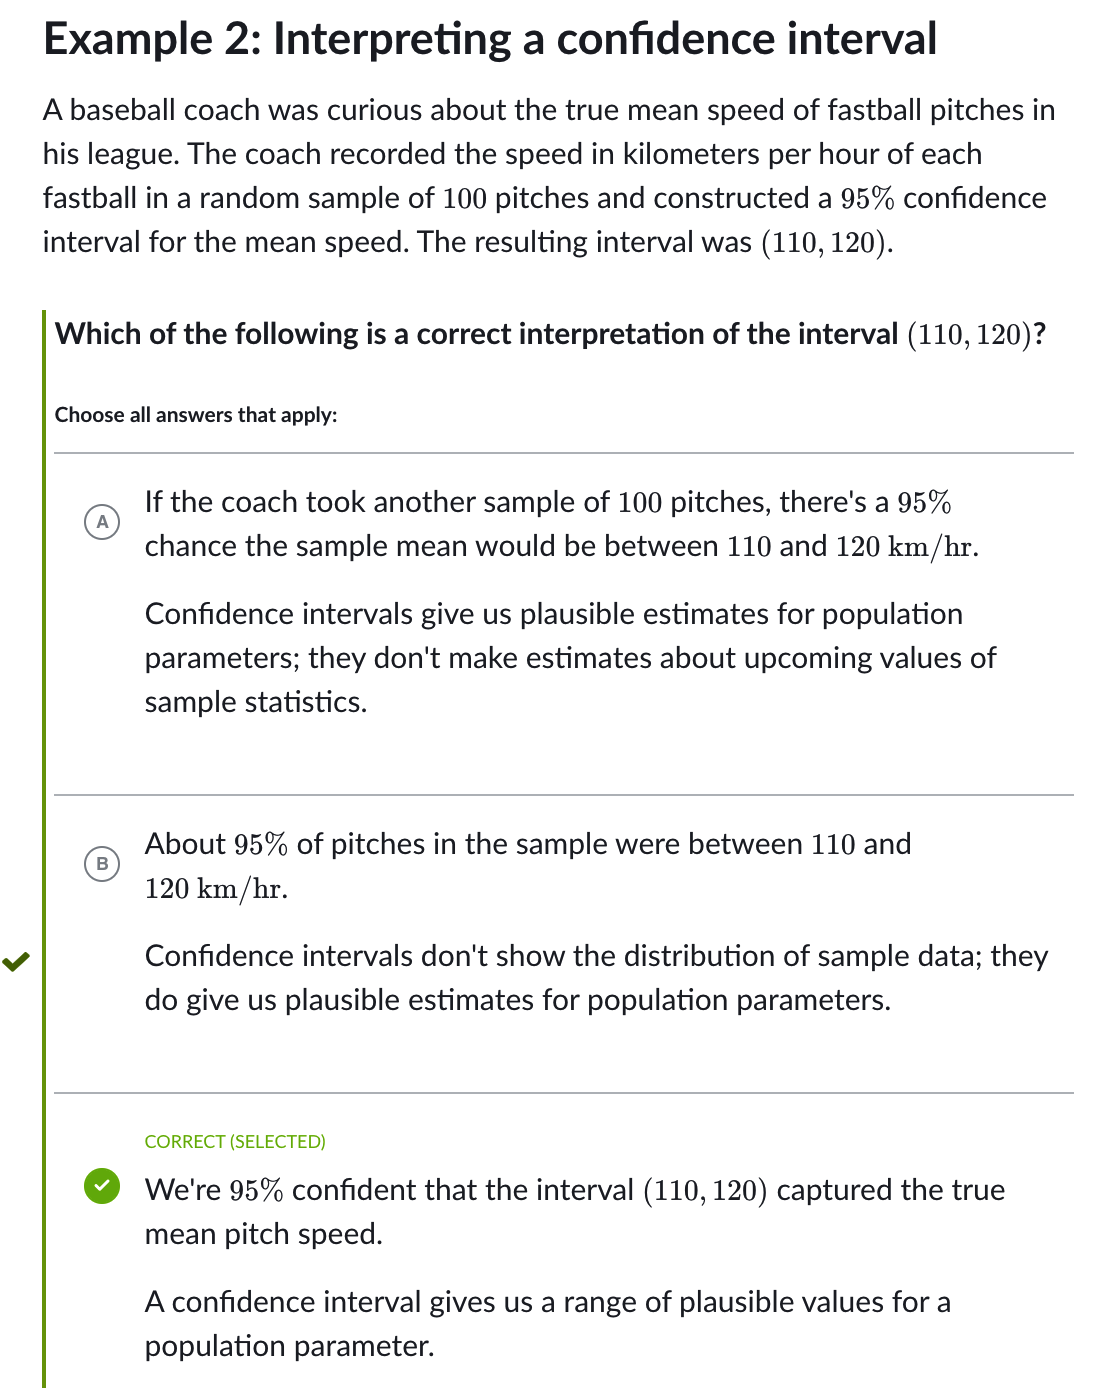 Example 2: Interpreting a confidence interval
A baseball coach was curious about the true mean speed of fastball pitches in
his league. The coach recorded the speed in kilometers per hour of each
fastball in a random sample of 100 pitches and constructed a 95% confidence
interval for the mean speed. The resulting interval was (110, 120).
Which of the following is a correct interpretation of the interval (110, 120)?
Choose all answers that apply:
A
If the coach took another sample of 100 pitches, there's a 95%
chance the sample mean would be between 110 and 120 km/hr.
Confidence intervals give us plausible estimates for population
parameters; they don't make estimates about upcoming values of
sample statistics.
B
About 95% of pitches in the sample were between 110 and
120 km/hr.
Confidence intervals don't show the distribution of sample data; they
do give us plausible estimates for population parameters.
CORRECT (SELECTED)
We're 95% confident that the interval (110, 120) captured the true
mean pitch speed.
A confidence interval gives us a range of plausible values for a
population parameter.